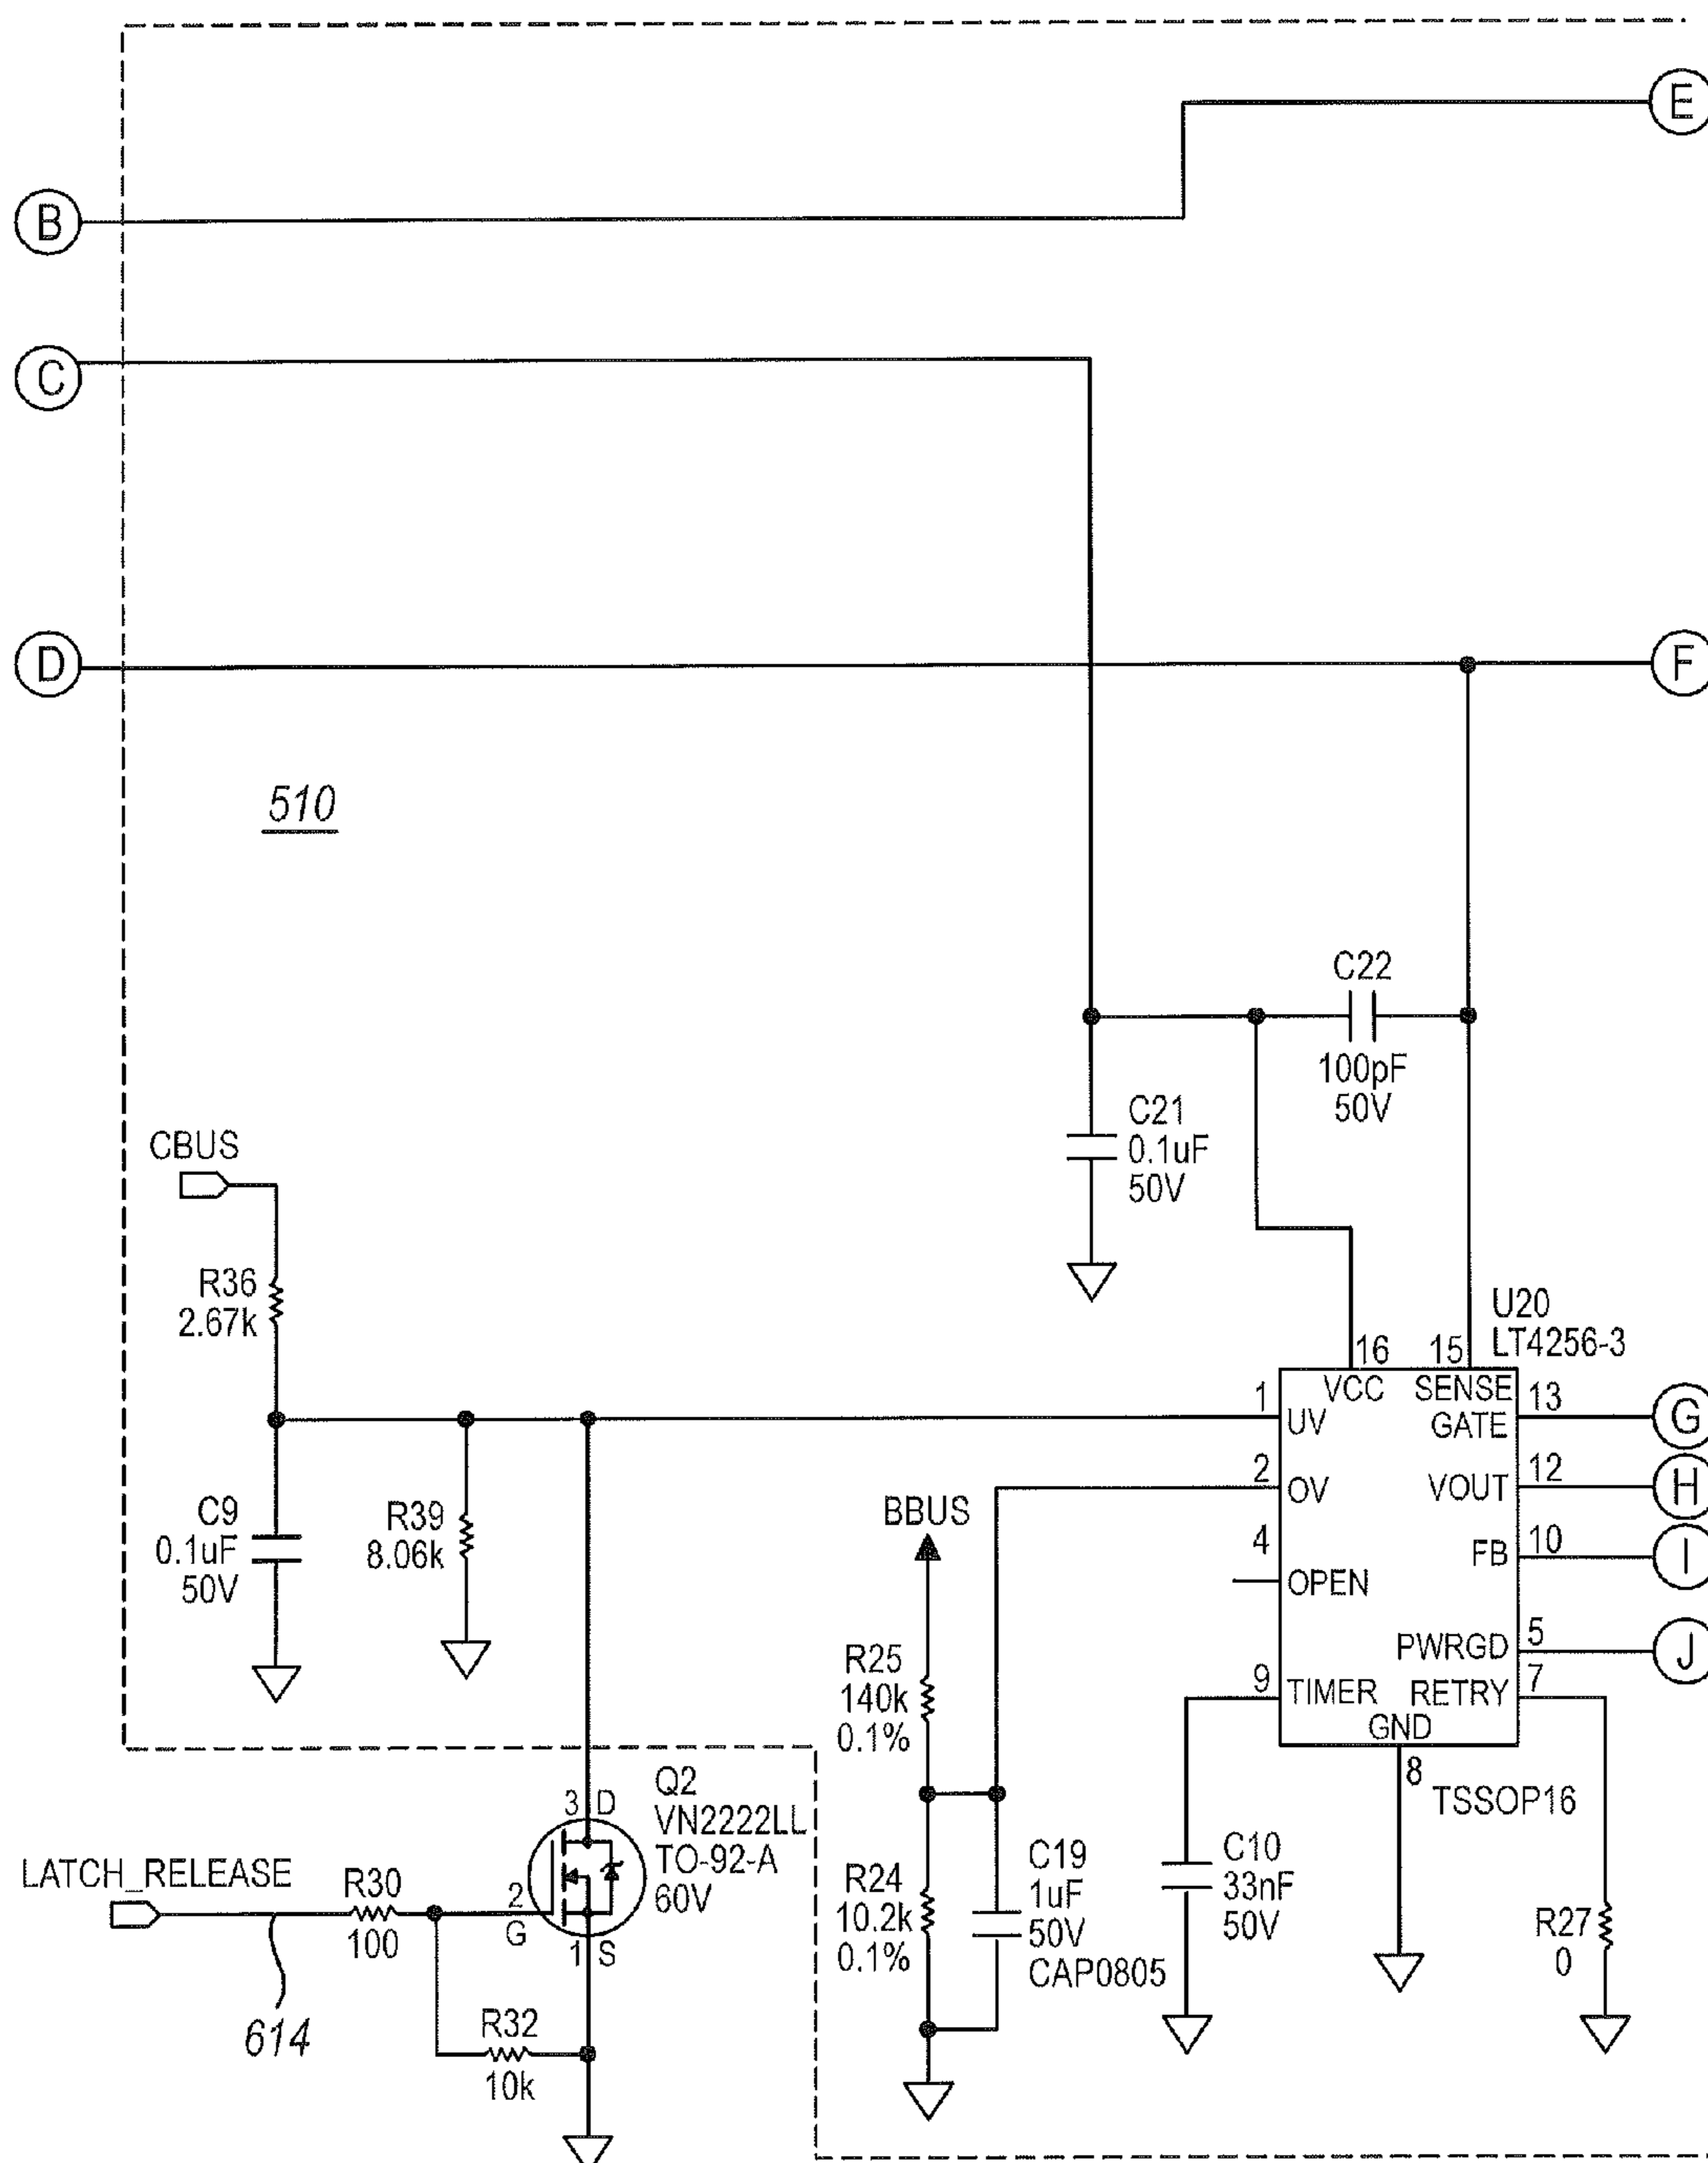 E
B
C
D
F
510
C22
100pF
50V
C21
0.1uF
50V
CBUS
R36
2.67k
U20
LT4256-3
16
15
VCC
SENSE
1
UV
GATE
13
G
2
OV
VOUT
12
H
4
OPEN
FB
10
I
PWRGD
5
J
9
TIMER
RETRY
7
GND
8
TSSOP16
C9
0.1uF
50V
R39
8.06k
BBUS
R25
140k
0.1%
Q2
VN2222LL
TO-92-A
60V
3
D
2
G
1
S
LATCH_RELEASE
R30
100
614
R32
10k
R24
10.2k
0.1%
C19
1uF
50V
CAP0805
C10
33nF
50V
R27
0